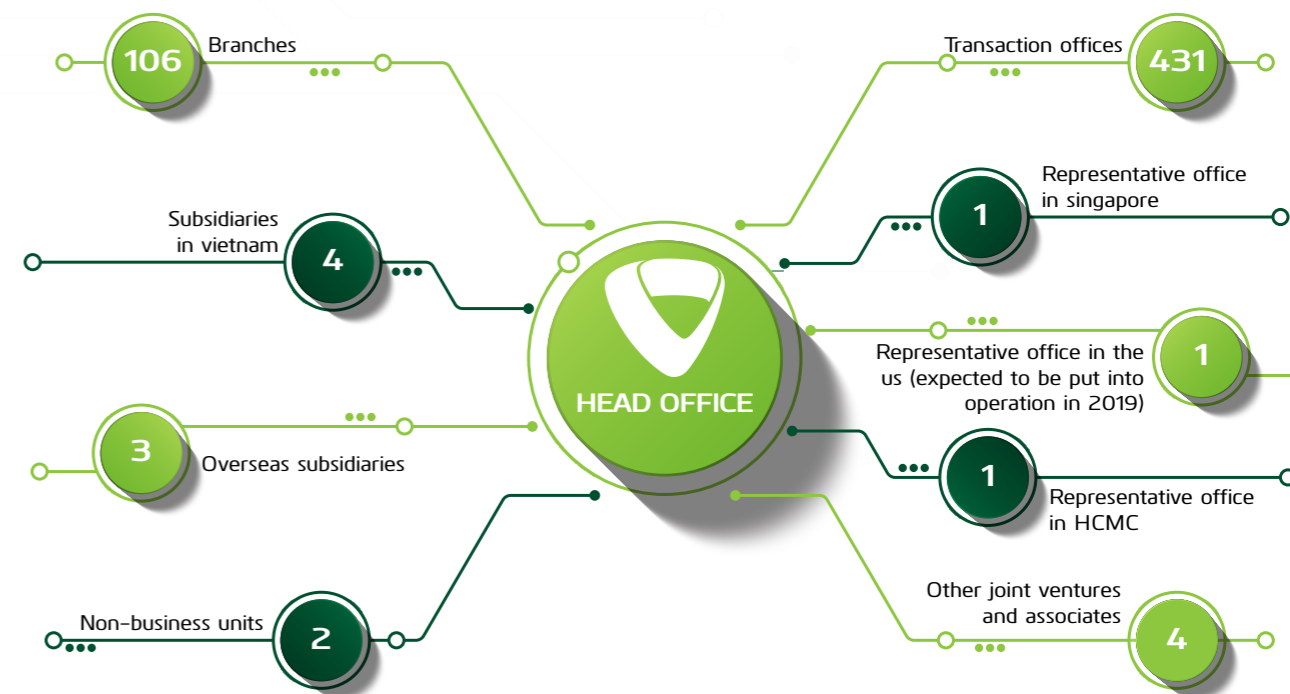 106
Branches
Transaction offices
431
Subsidiaries
in vietnam
4
1
Representative office
in singapore
HEAD OFFICE
Representative office in the
us (expected to be put into
operation in 2019)
1
3
Overseas subsidiaries
1
Representative office
in HCMC
Non-business units
2
Other joint ventures
and associates
4